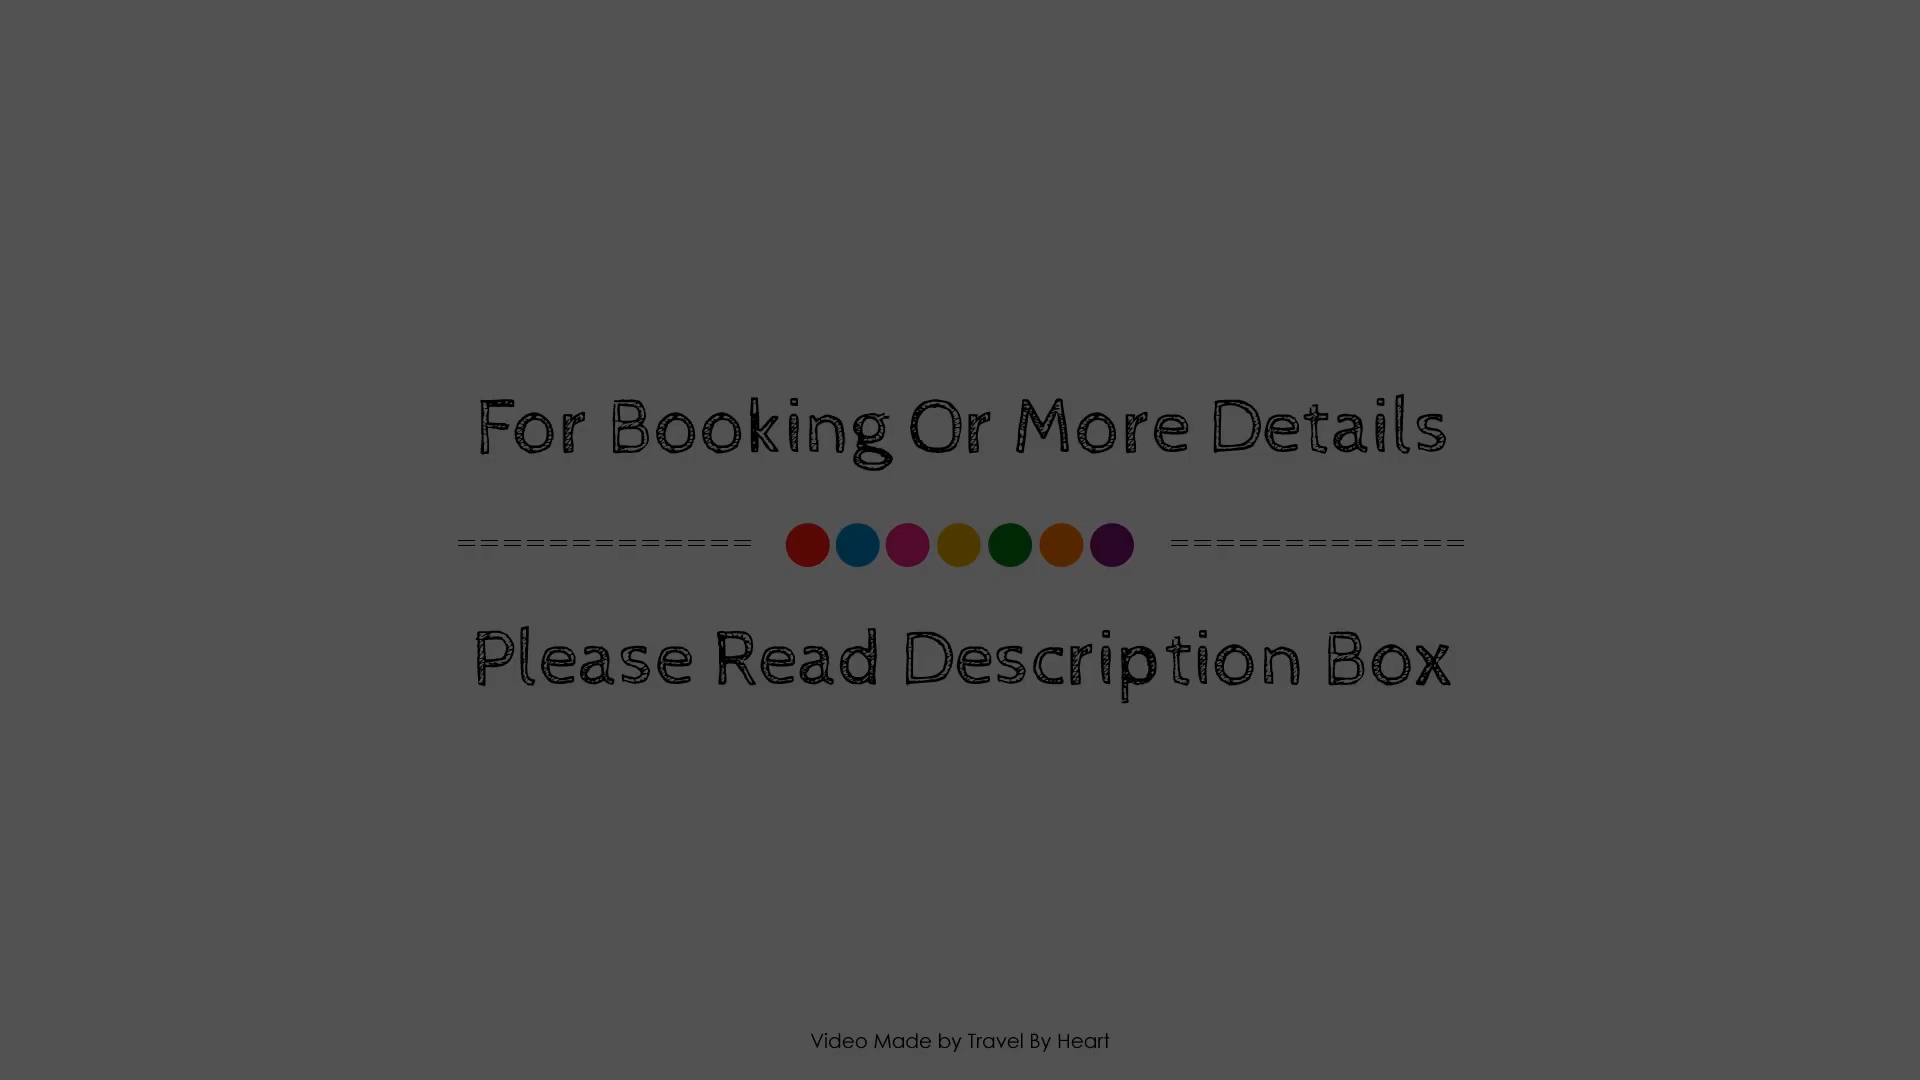 For Booking Or More Details
============= =============
Please Read Description Box
Video Made by Travel By Heart